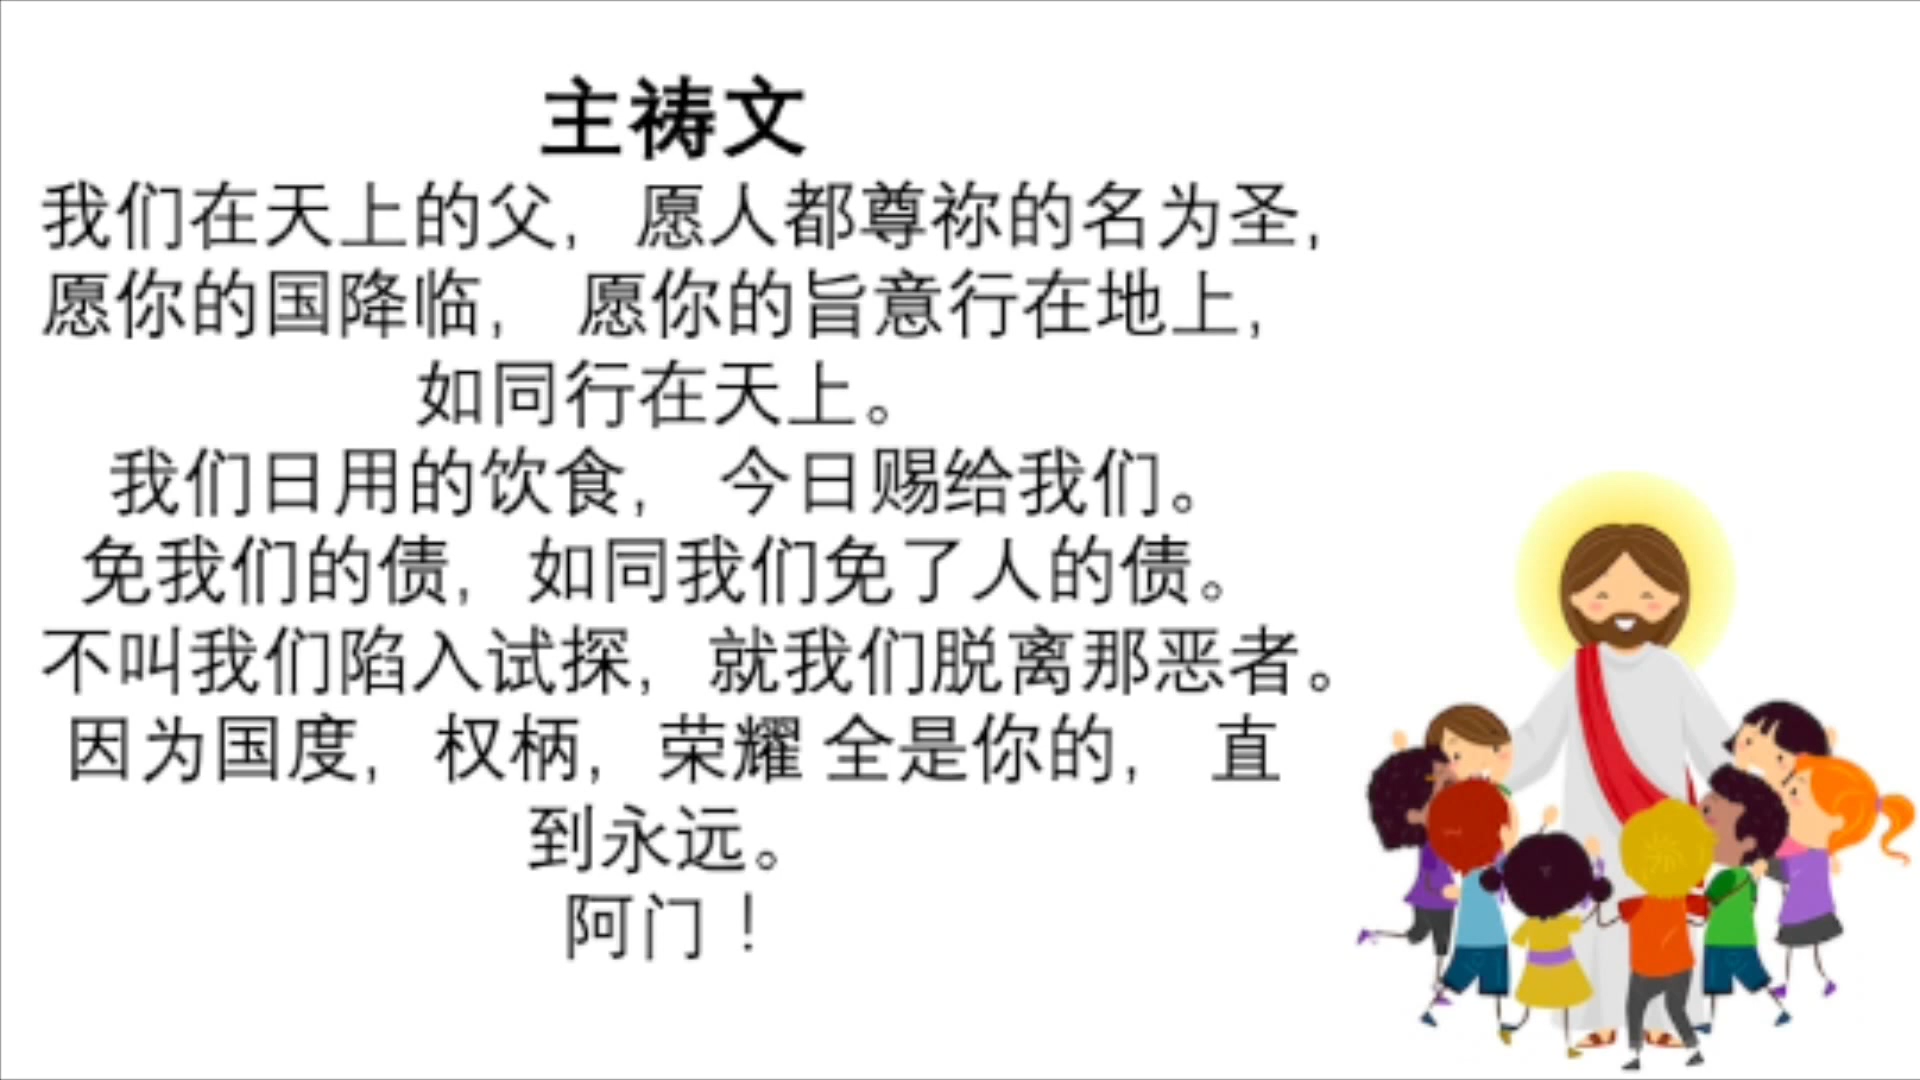 主祷文
我们在天上的父，愿人都尊祢的名为圣，
愿你的国降临， 愿你的旨意行在地上，
如同行在天上。
我们日用的饮食， 今日赐给我们。
免我们的债，如同我们免了人的债。
不叫我们陷入试探，就我们脱离那恶者。
因为国度，权柄，荣耀 全是你的， 直
到永远。
阿门！